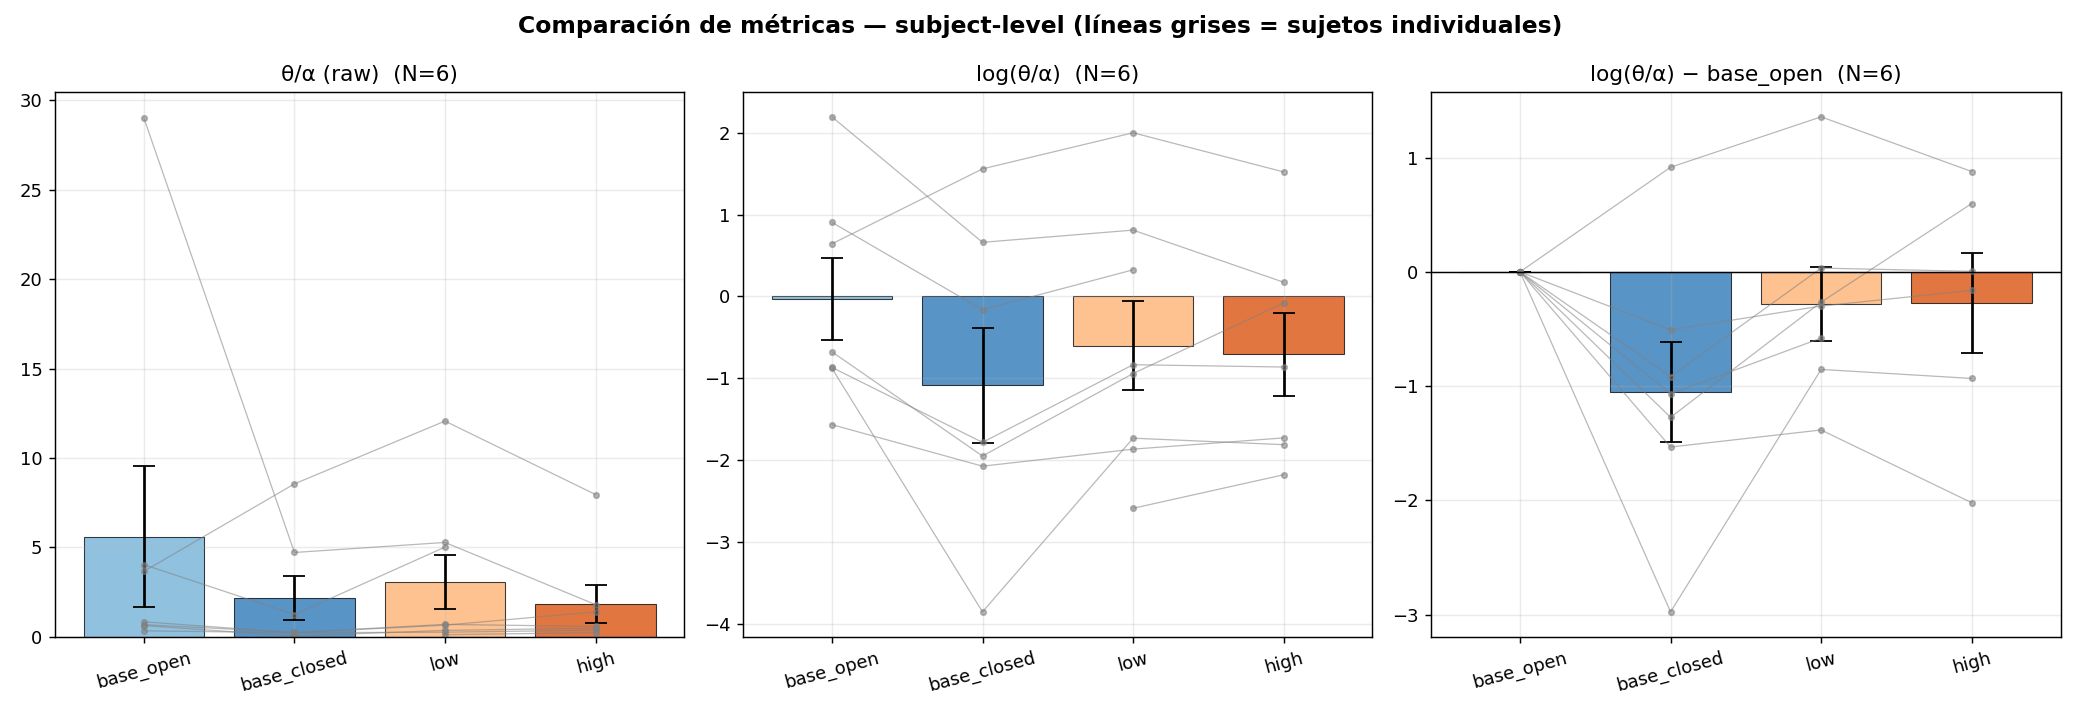 Comparación de métricas — subject-level (líneas grises = sujetos individuales)
θ/α (raw)  (N=6)
30
25
20
15
10
5
0
base_open
base_closed
low
high
log(θ/α)  (N=6)
2
1
0
−1
−2
−3
−4
base_open
base_closed
low
high
log(θ/α) − base_open  (N=6)
1
0
−1
−2
−3
base_open
base_closed
low
high